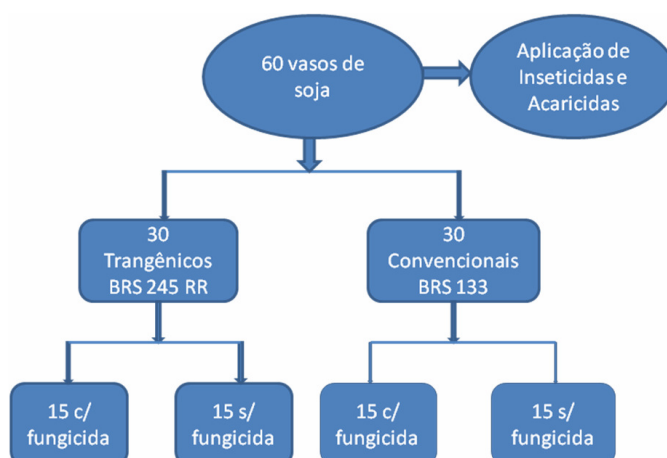 60 vasos de
soja
Aplicação de
Inseticidas e
Acaricidas
30
Trangênicos
BRS 245 RR
30
Convencionais
BRS 133
15 c/
fungicida
15 s/
fungicida
15 c/
fungicida
15 s/
fungicida